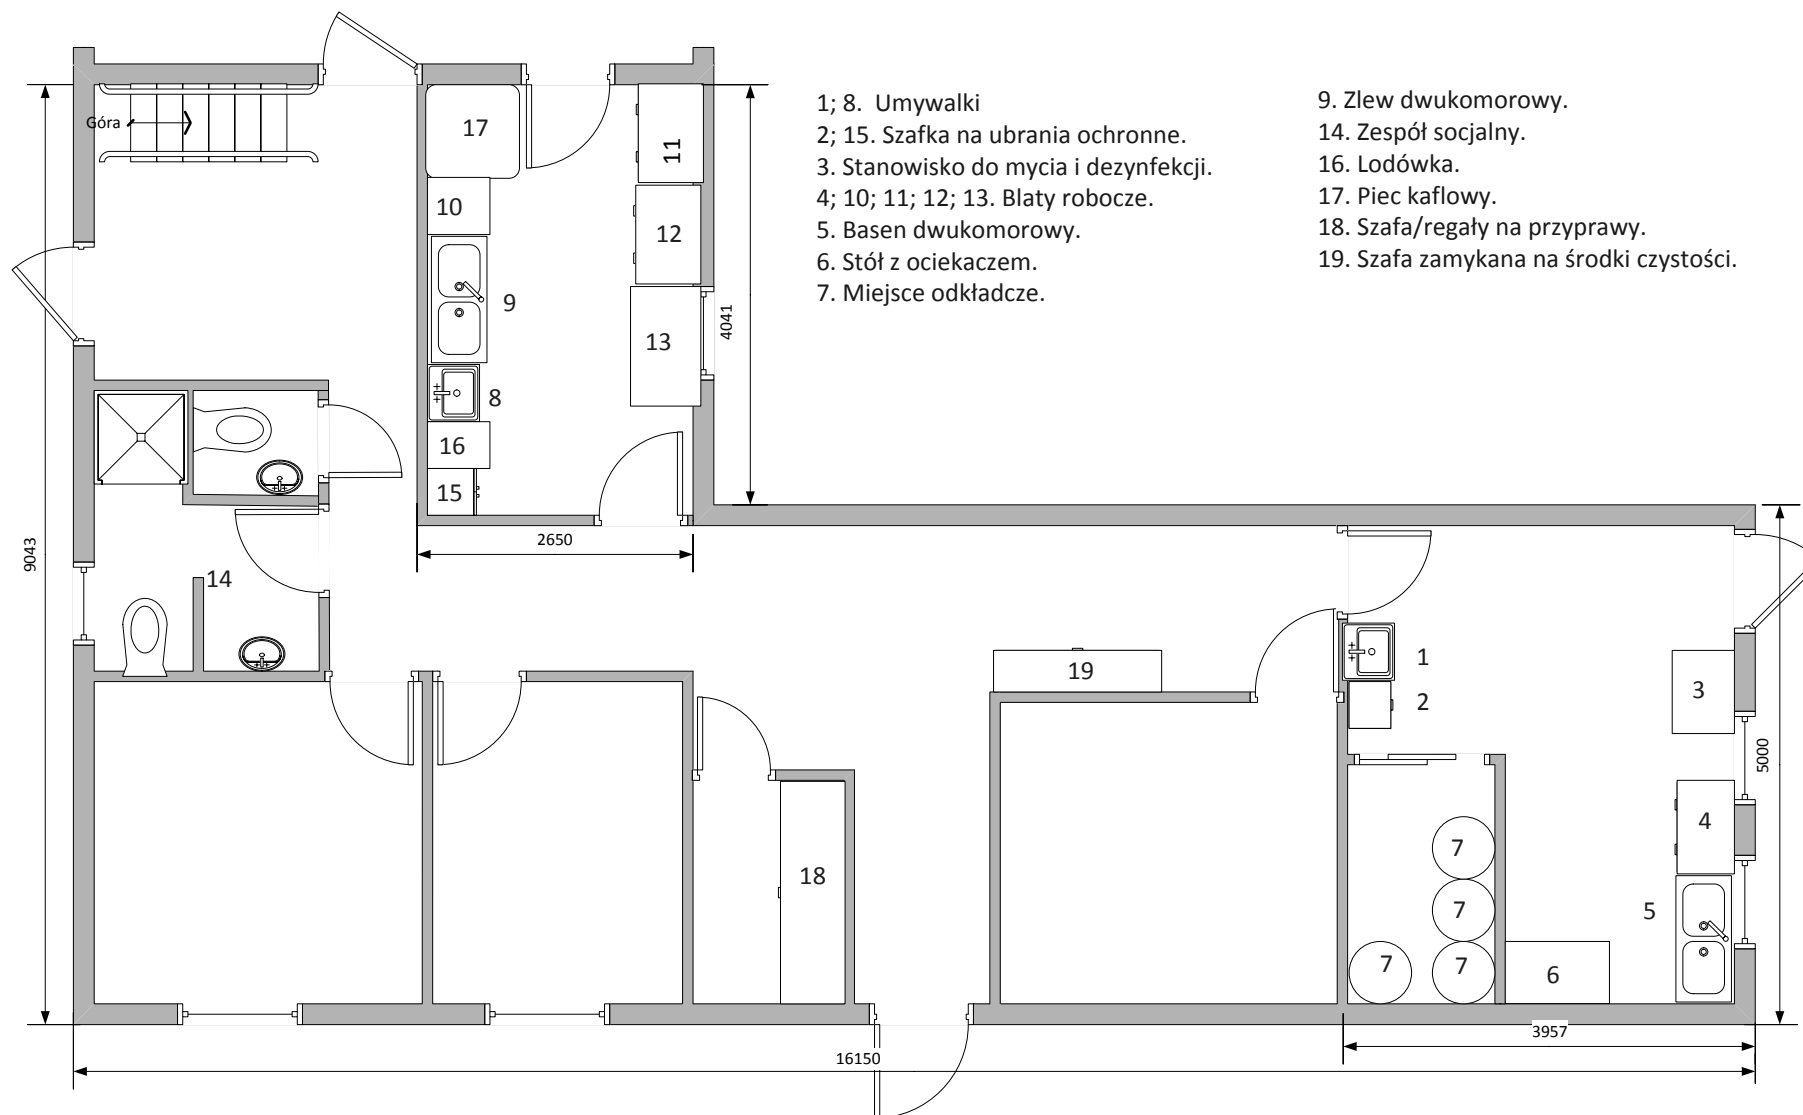 1; 8. Umywalki
2; 15. Szafka na ubrania ochronne.
3. Stanowisko do mycia i dezynfekcji.
4; 10; 11; 12; 13. Blaty robocze.
5. Basen dwukomorowy.
6. Stół z ociekaczem.
7. Miejsce odkładcze.
9. Zlew dwukomorowy.
14. Zespół socjalny.
16. Lodówka.
17. Piec kaflowy.
18. Szafa/regały na przyprawy.
19. Szafa zamykana na środki czystości.
Góra
17
11
10
12
9
13
4041
8
16
15
2650
9043
14
19
1
2
3
5000
4
7
18
7
5
7
7
6
3957
16150